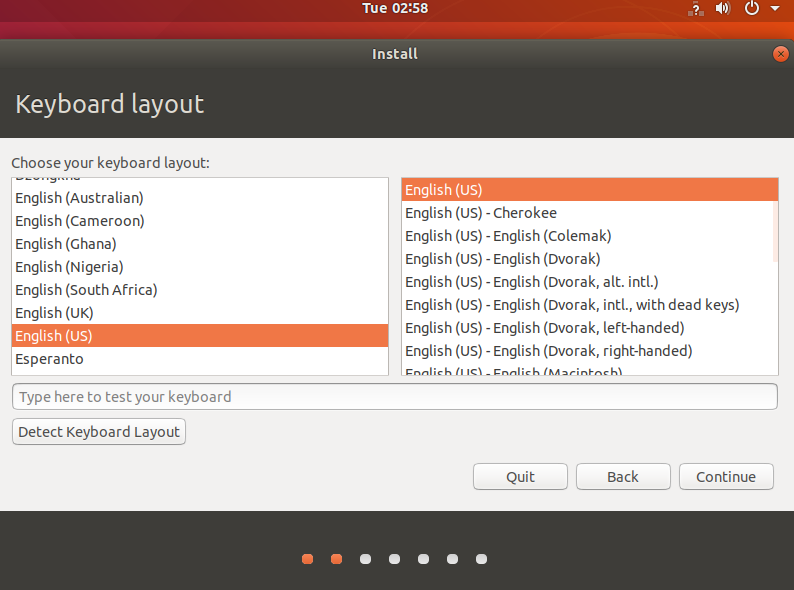 Tue 02:58
Install
Keyboard layout
Choose your keyboard layout:
Dzongkha
English (Australian)
English (Cameroon)
English (Ghana)
English (Nigeria)
English (South Africa)
English (UK)
English (US)
Esperanto
English (US)
English (US) - Cherokee
English (US) - English (Colemak)
English (US) - English (Dvorak)
English (US) - English (Dvorak, alt. intl.)
English (US) - English (Dvorak, intl., with dead keys)
English (US) - English (Dvorak, left-handed)
English (US) - English (Dvorak, right-handed)
English (US) - English (Macintosh)
Type here to test your keyboard
Detect Keyboard Layout
Quit Back Continue